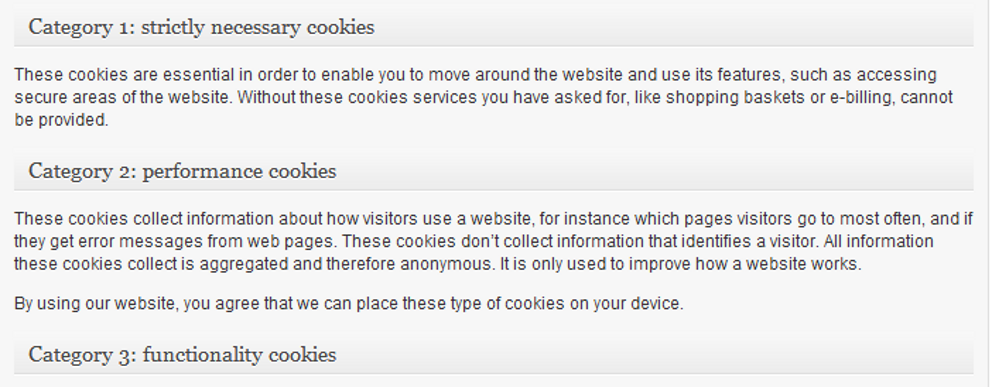 Category 1: strictly necessary cookies
These cookies are essential in order to enable you to move around the website and use its features, such as accessing
secure areas of the website. Without these cookies services you have asked for, like shopping baskets or e-billing, cannot
be provided.
Category 2: performance cookies
These cookies collect information about how visitors use a website, for instance which pages visitors go to most often, and if
they get error messages from web pages. These cookies don't collect information that identifies a visitor. All information
these cookies collect is aggregated and therefore anonymous. It is only used to improve how a website works.
By using our website, you agree that we can place these type of cookies on your device.
Category 3: functionality cookies